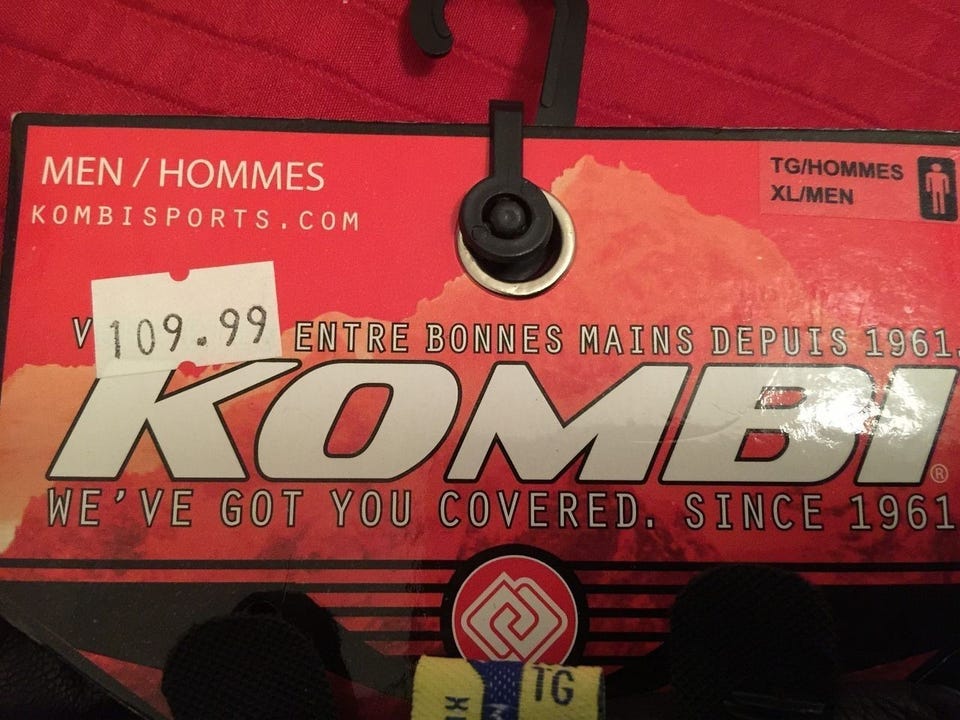 MEN / HOMMES
KOMBISPORTS.COM
TG/HOMMES
XL/MEN
109.99
ENTRE BONNES MAINS DEPUIS 1961.
KOMBI®
WE'VE GOT YOU COVERED. SINCE 1961
TG